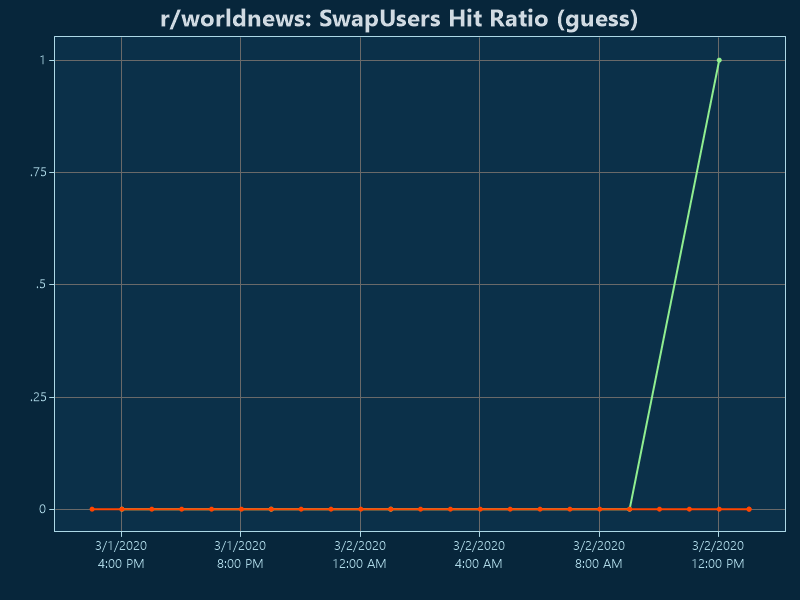 r/worldnews: SwapUsers Hit Ratio (guess)
1
.75
.5
.25
0
3/1/2020 3/1/2020 3/2/2020 3/2/2020 3/2/2020 3/2/2020
4:00 PM 8:00 PM 12:00 AM 4:00 AM 8:00 AM 12:00 PM